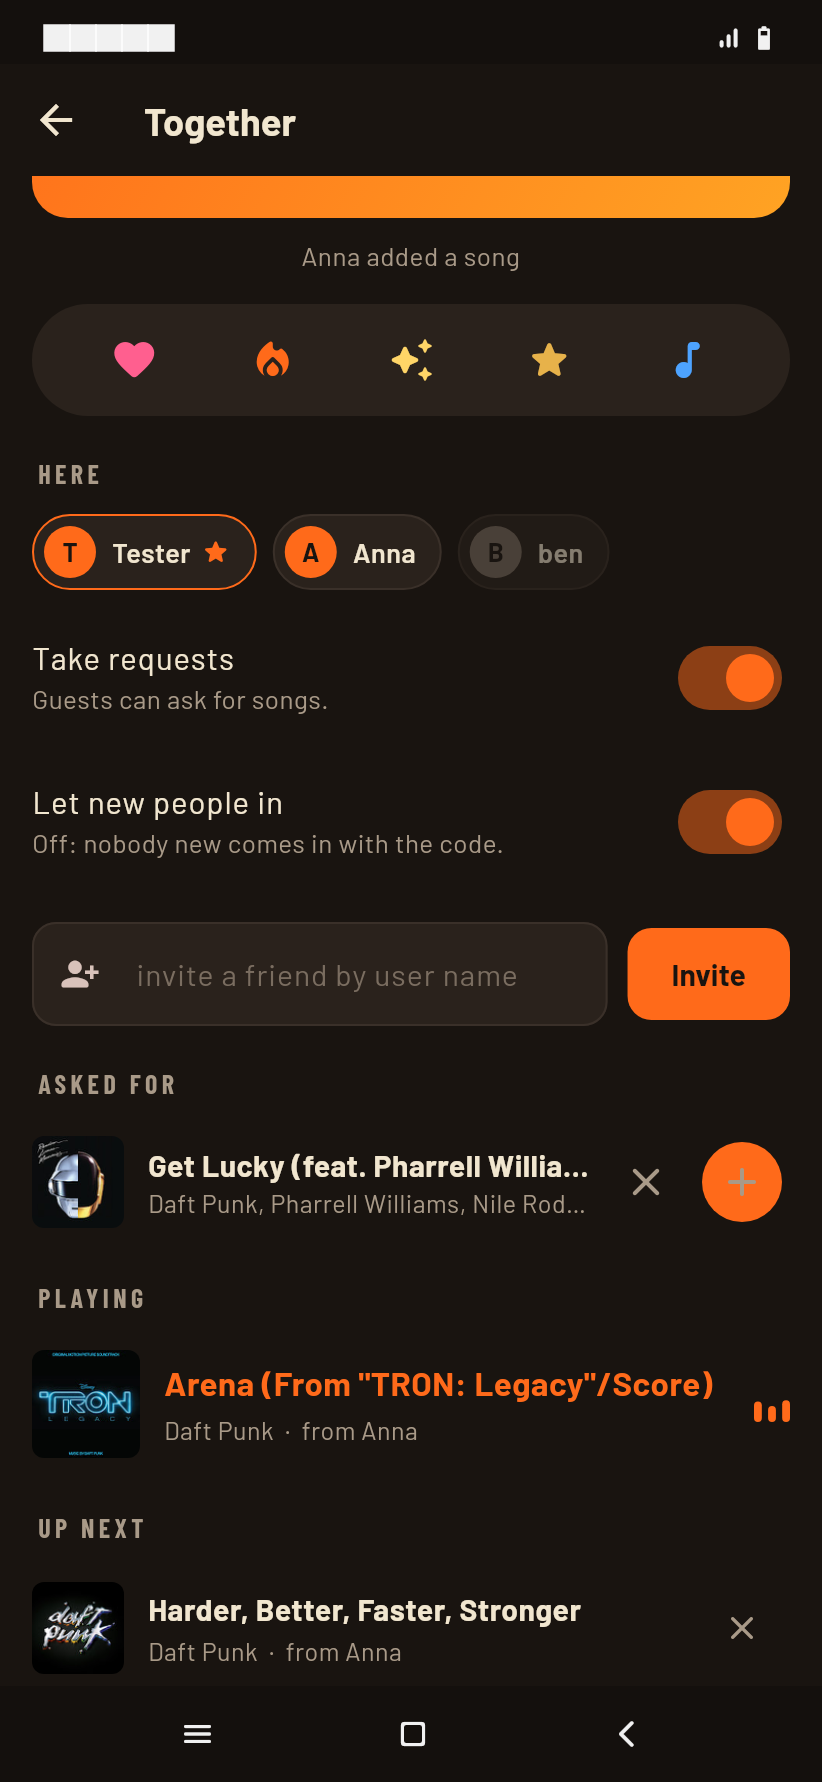 Together
Anna added a song
HERE
T Tester
A Anna
B ben
Take requests
Guests can ask for songs.
Let new people in
Off: nobody new comes in with the code.
invite a friend by user name
Invite
ASKED FOR
Get Lucky (feat. Pharrell Willia...
Daft Punk, Pharrell Williams, Nile Rod...
PLAYING
TRON
LEGACY
Arena (From "TRON: Legacy"/Score)
Daft Punk · from Anna
UP NEXT
daft
punk
Harder, Better, Faster, Stronger
Daft Punk · from Anna